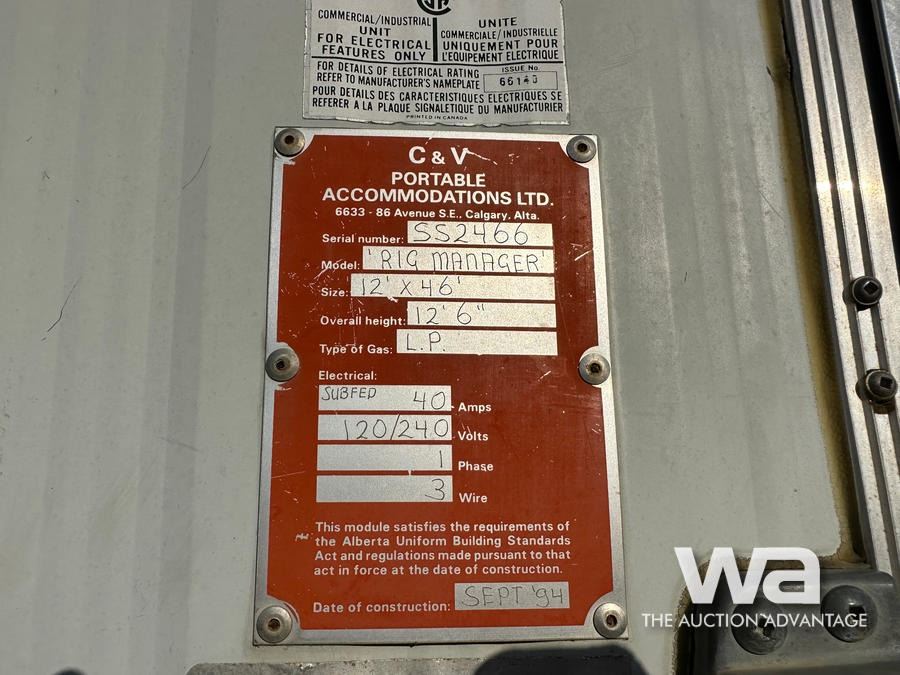 COMMERCIAL/INDUSTRIAL UNIT FOR ELECTRICAL FEATURES ONLY
UNITE COMMERCIALE/INDUSTRIELLE UNIQUEMENT POUR L'EQUIPEMENT ELECTRIQUE
FOR DETAILS OF ELECTRICAL RATING
REFER TO MANUFACTURER'S NAMEPLATE
ISSUE No.
POUR DETAILS DES CARACTERISTIQUES ELECTRIQUES SE
REFERER A LA PLAQUE SIGNALETIQUE DU MANUFACTURIER
PRINTED IN CANADA
C & V
PORTABLE
ACCOMMODATIONS LTD.
6633 - 86 Avenue S.E., Calgary, Alta.
Serial number: SS2466
Model: 'RIG MANAGER'
Size: 12' X 46'
Overall height: 12' 6"
Type of Gas: L.P.
Electrical:
SUBFED 40 Amps
120/240 Volts
1 Phase
3 Wire
This module satisfies the requirements of
the Alberta Uniform Building Standards
Act and regulations made pursuant to that
act in force at the date of construction.
Date of construction: SEPT '94
wa
THE AUCTION ADVANTAGE